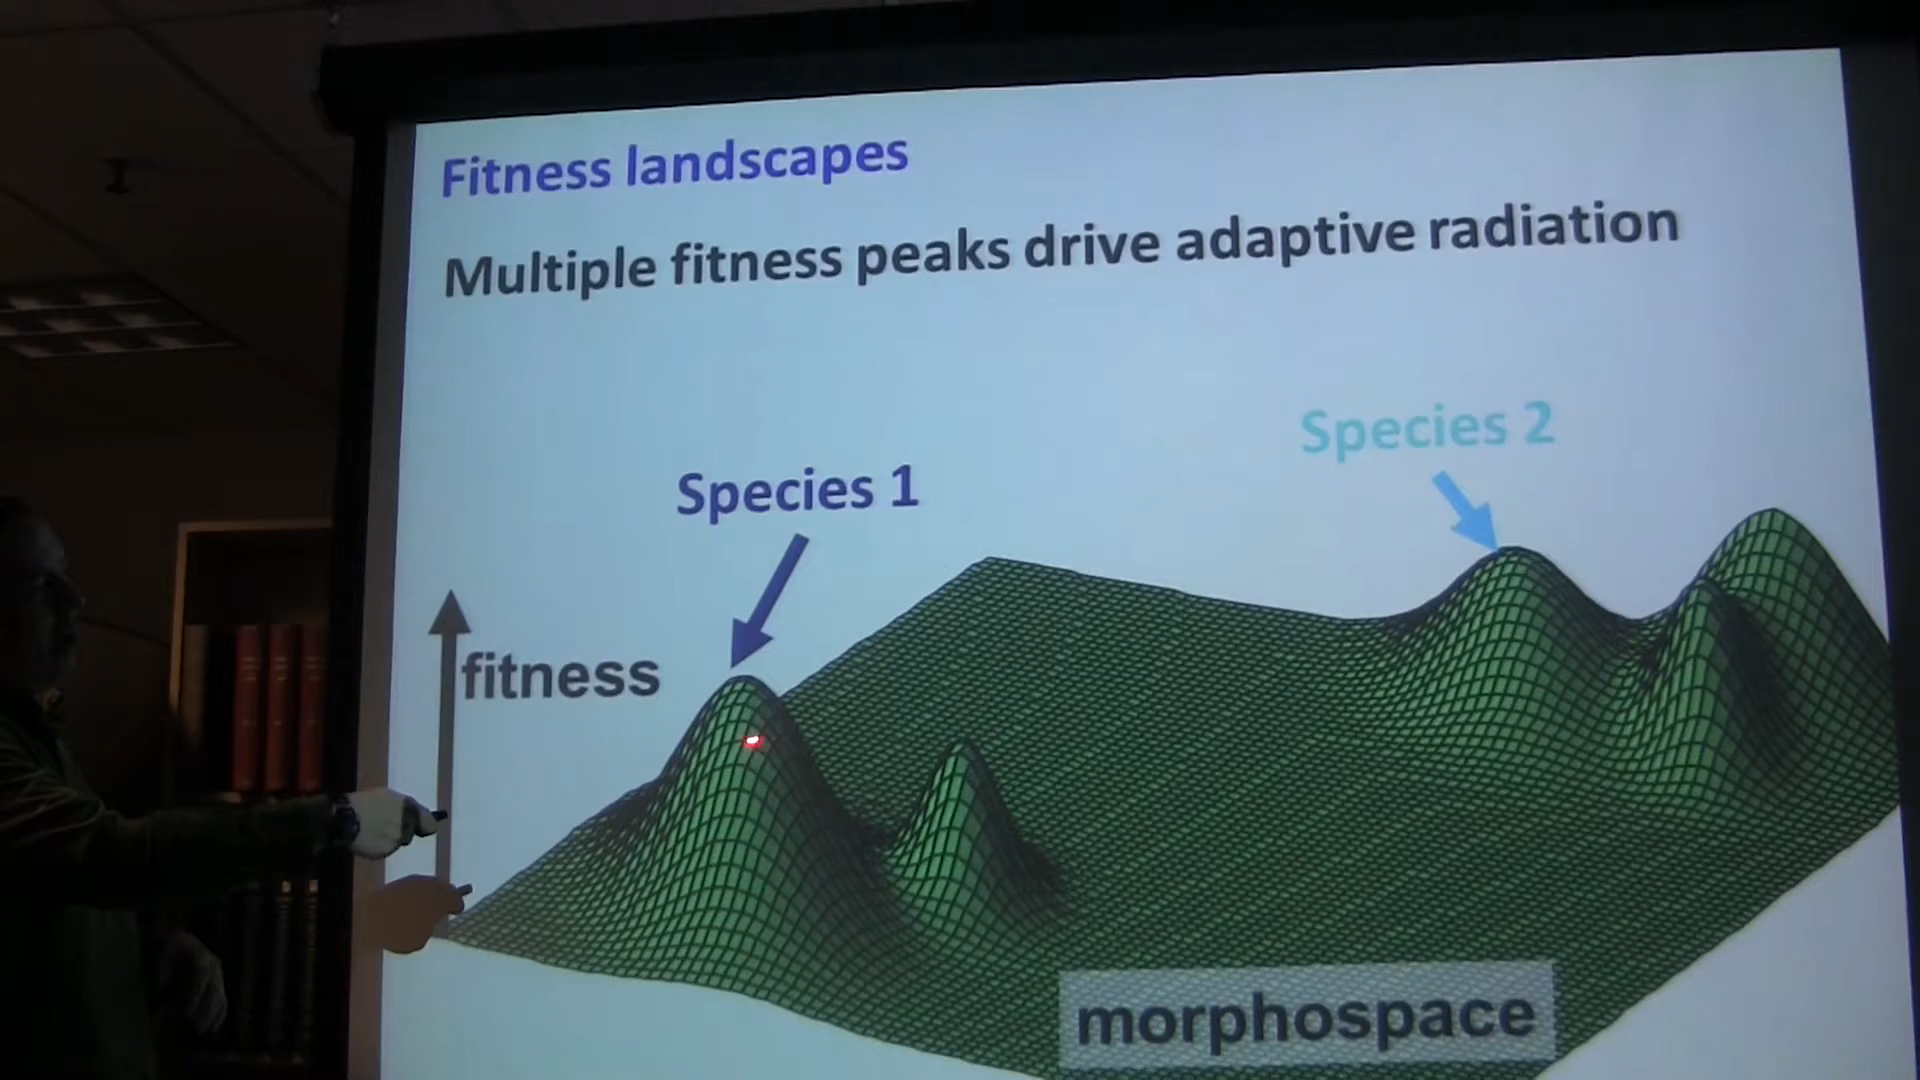 Fitness landscapes
Multiple fitness peaks drive adaptive radiation
Species 2
Species 1
fitness
morphospace